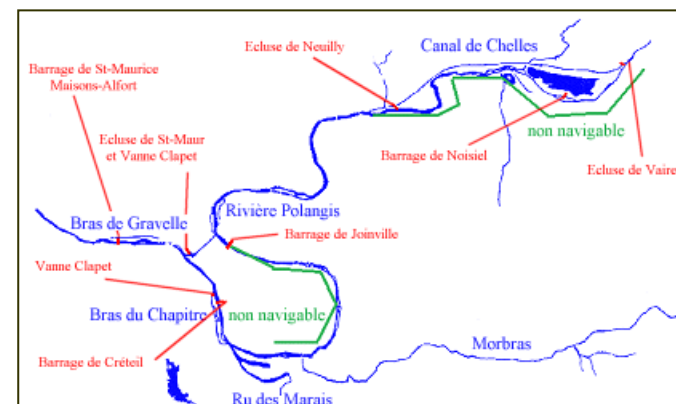 Ecluse de Neuilly
Canal de Chelles
Barrage de St-Maurice
Maisons-Alfort
Ecluse de St-Maur
et Vanne Clapet
non navigable
Barrage de Noisiel
Ecluse de Vaire
Rivière Polangis
Bras de Gravelle
Barrage de Joinville
Vanne Clapet
Bras du Chapitre
non navigable
Morbras
Barrage de Créteil
Ru des Marais